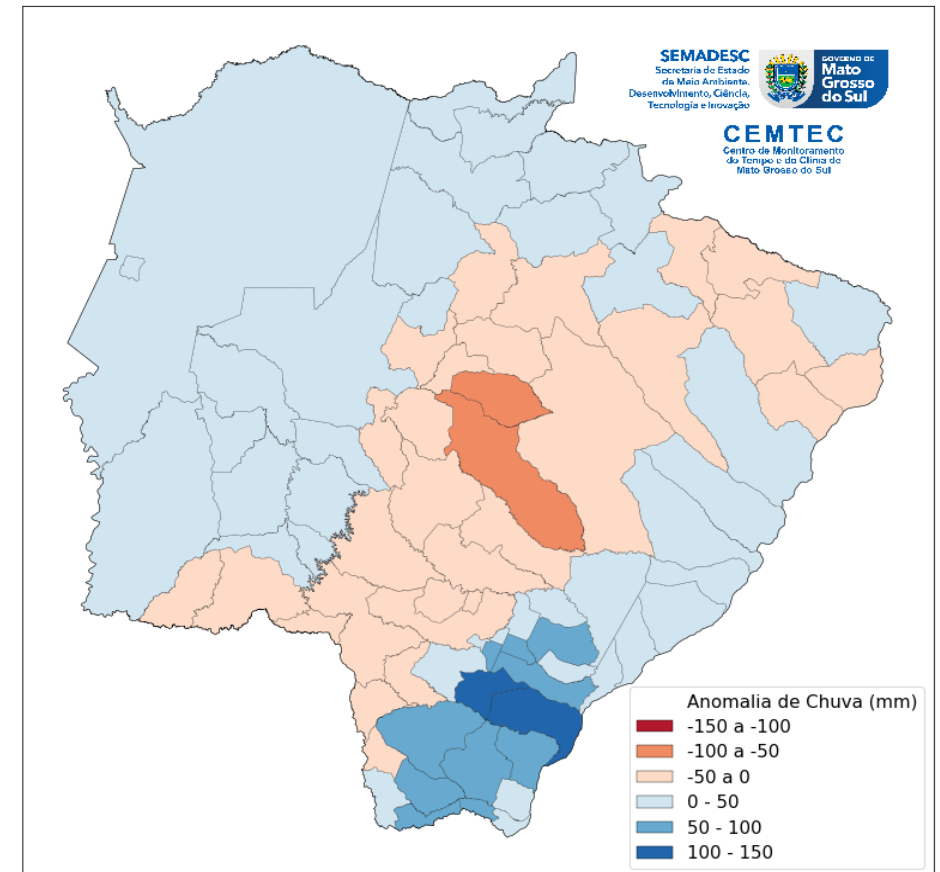 SEMADESC
Secretaria de Estado
de Meio Ambiente,
Desenvolvimento, Ciência,
Tecnologia e Inovação
GOVERNO DE
Mato
Grosso
do Sul
CEMTEC
Centro de Monitoramento
do Tempo e do Clima de
Mato Grosso do Sul
Anomalia de Chuva (mm)
-150 a -100
-100 a -50
-50 a 0
0 - 50
50 - 100
100 - 150